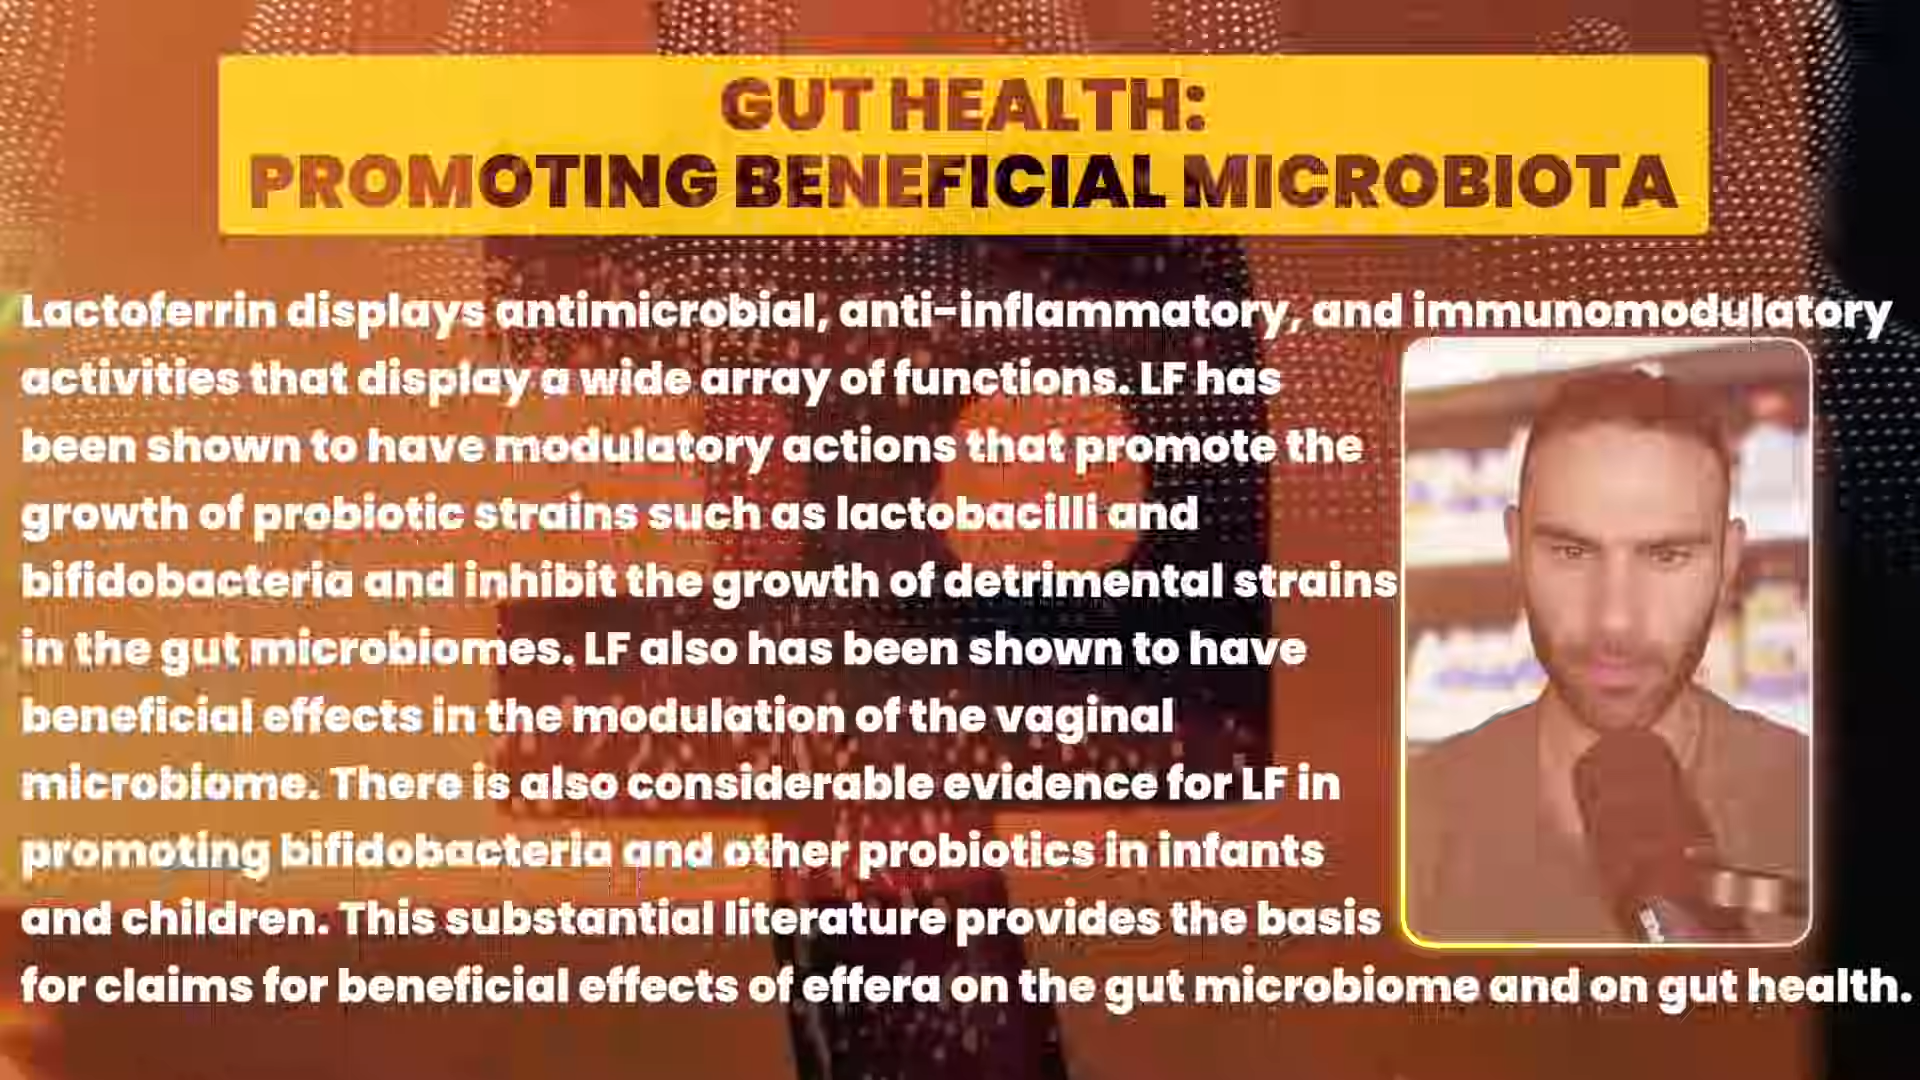 GUT HEALTH:
PROMOTING BENEFICIAL MICROBIOTA
Lactoferrin displays antimicrobial, anti-inflammatory, and immunomodulatory
activities that display a wide array of functions. LF has
been shown to have modulatory actions that promote the
growth of probiotic strains such as lactobacilli and
bifidobacteria and inhibit the growth of detrimental strains
in the gut microbiomes. LF also has been shown to have
beneficial effects in the modulation of the vaginal
microbiome. There is also considerable evidence for LF in
promoting bifidobacteria and other probiotics in infants
and children. This substantial literature provides the basis
for claims for beneficial effects of effera on the gut microbiome and on gut health.